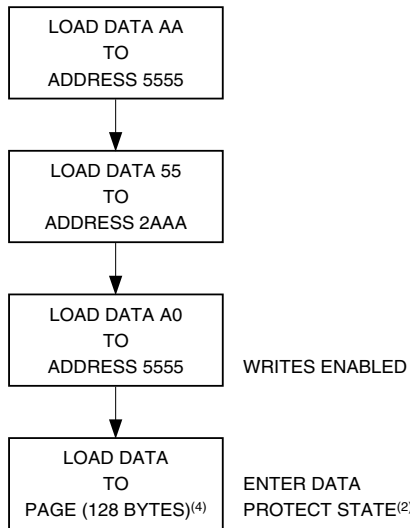 LOAD DATA AA
TO
ADDRESS 5555
LOAD DATA 55
TO
ADDRESS 2AAA
LOAD DATA A0
TO
ADDRESS 5555
WRITES ENABLED
LOAD DATA
TO
PAGE (128 BYTES)(4)
ENTER DATA
PROTECT STATE(2)